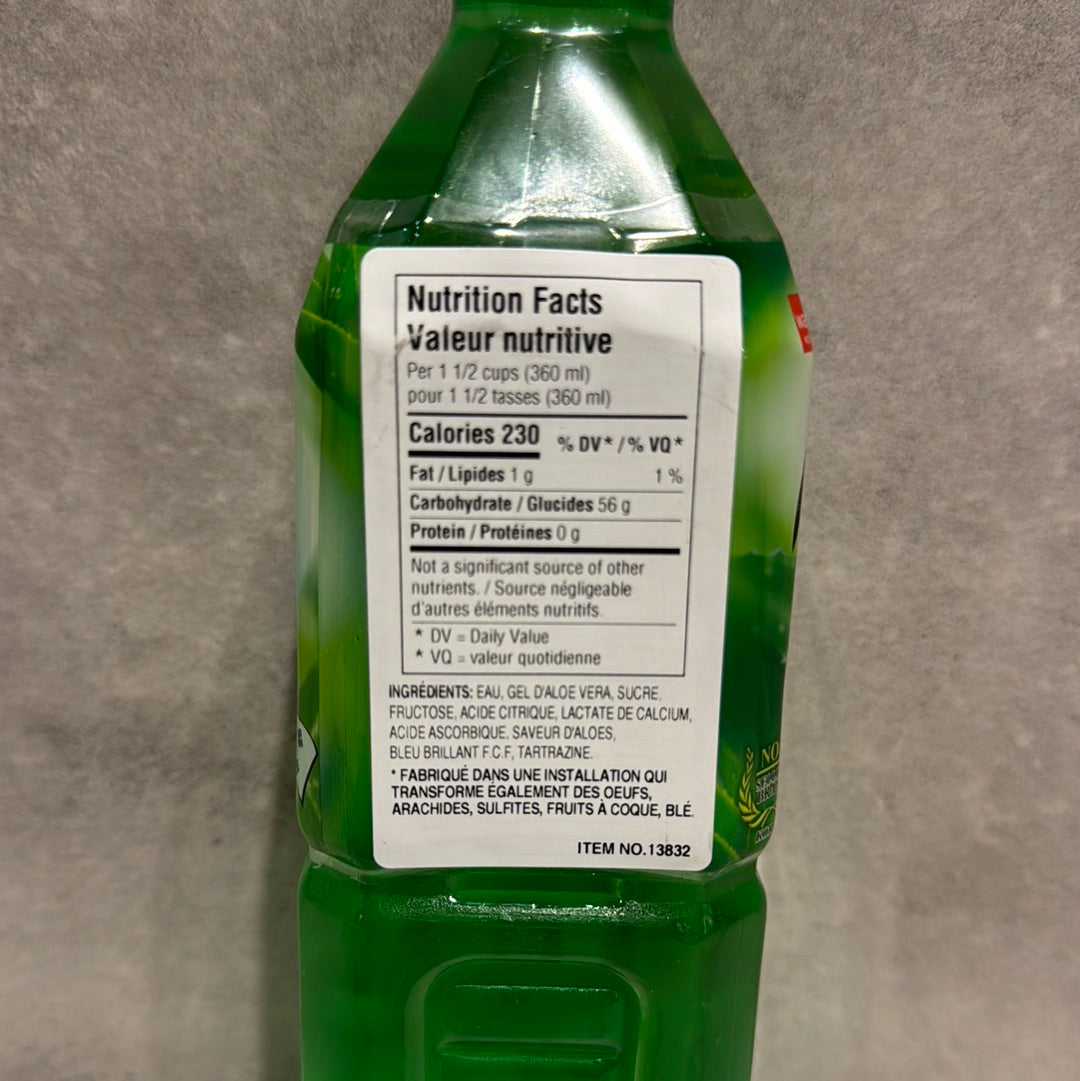 Nutrition Facts
Valeur nutritive
Per 1 1/2 cups (360 ml)
pour 1 1/2 tasses (360 ml)
Calories 230 % DV* / % VQ*
Fat / Lipides 1 g 1 %
Carbohydrate / Glucides 56 g
Protein / Protéines 0 g
Not a significant source of other
nutrients. / Source négligeable
d'autres éléments nutritifs.
* DV = Daily Value
* VQ = valeur quotidienne
INGRÉDIENTS: EAU, GEL D'ALOE VERA, SUCRE,
FRUCTOSE, ACIDE CITRIQUE, LACTATE DE CALCIUM,
ACIDE ASCORBIQUE, SAVEUR D'ALOES,
BLEU BRILLANT F.C.F, TARTRAZINE.
* FABRIQUÉ DANS UNE INSTALLATION QUI
TRANSFORME ÉGALEMENT DES OEUFS,
ARACHIDES, SULFITES, FRUITS À COQUE, BLÉ.
ITEM NO.13832
NO